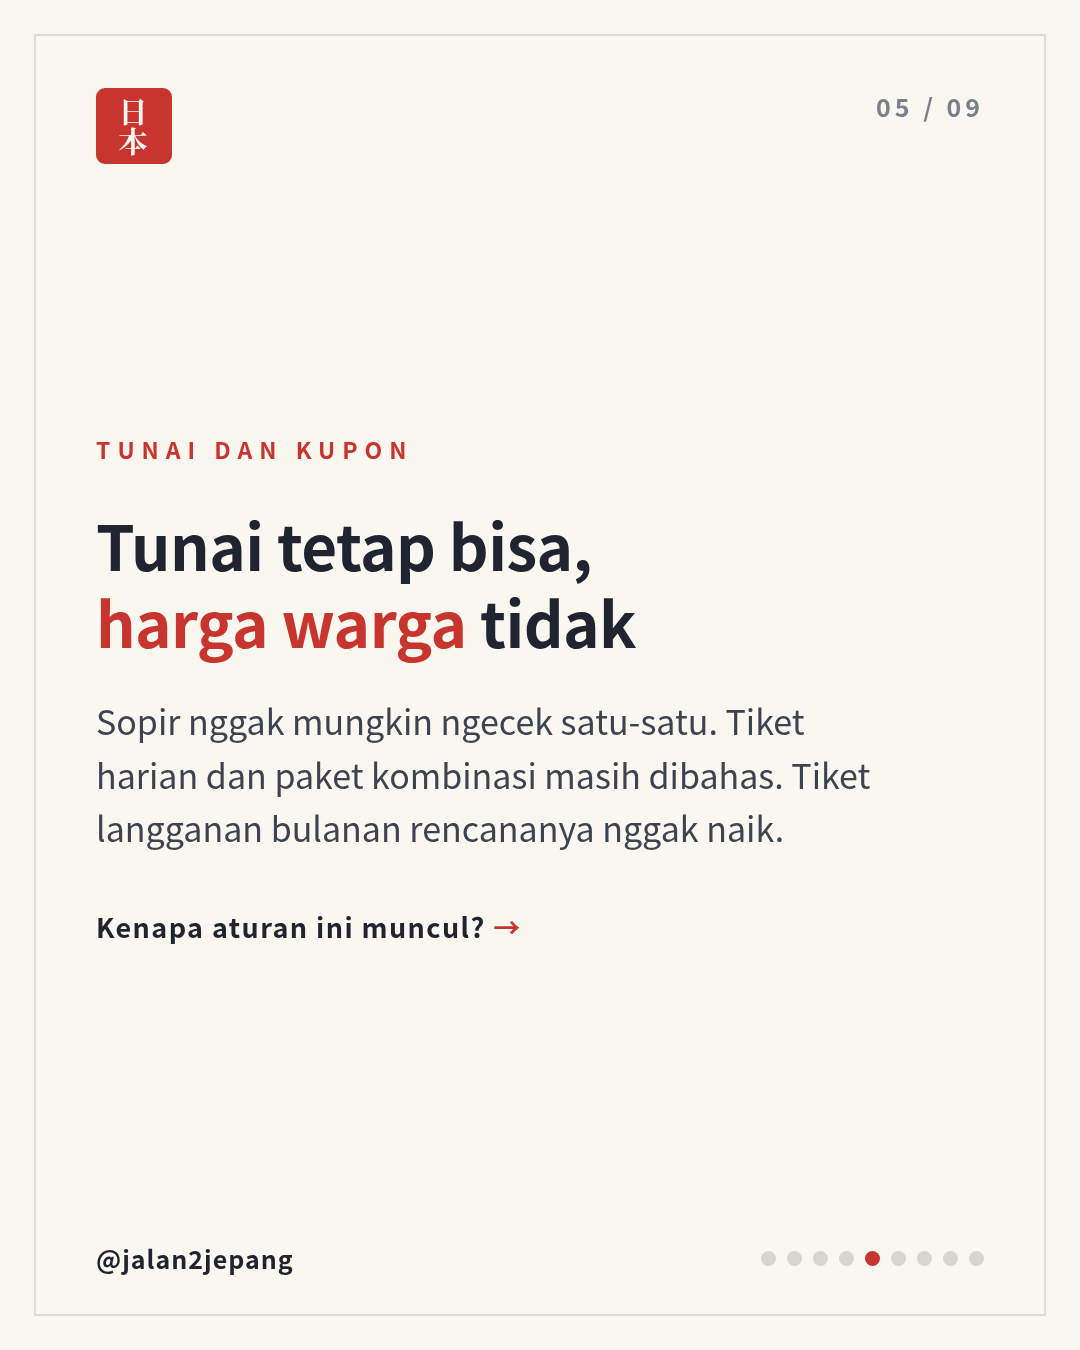 日
本
05 / 09
TUNAI DAN KUPON
Tunai tetap bisa,
harga warga tidak
Sopir nggak mungkin ngecek satu-satu. Tiket
harian dan paket kombinasi masih dibahas. Tiket
langganan bulanan rencananya nggak naik.
Kenapa aturan ini muncul? →
@jalan2jepang